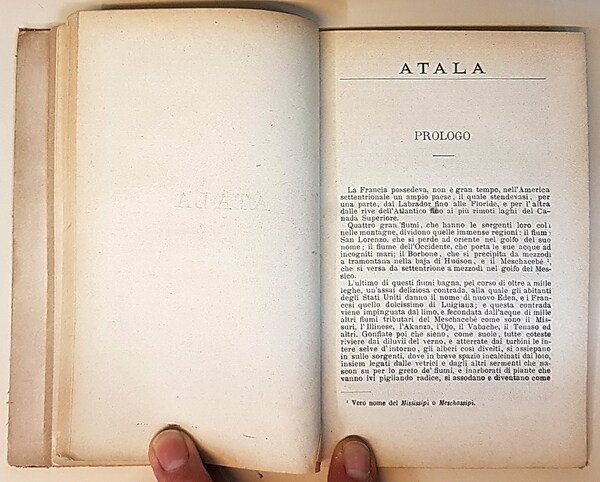 ATALA
PROLOGO
La Francia possedeva, non è gran tempo, nell'America
settentrionale un ampio paese, il quale stendevasi, per
una parte, dal Labrador fino alle Floride, e per l'altra
dalle rive dell'Atlantico fino ai più rimoti laghi del Ca-
nada Superiore.
Quattro gran fiumi, che hanno le sorgenti loro colà
nelle montagne, dividono quelle immense regioni: il fiume
San Lorenzo, che si perde ad oriente nel golfo del suo
nome; il fiume dell'Occidente, che porta le sue acque ad
incogniti mari; il Borbone, che si precipita da mezzodì
a tramontana nella baja di Hudson, e il Meschacebé ¹,
che si versa da settentrione a mezzodì nel golfo del Mes-
sico.
L'ultimo di questi fiumi bagna, pel corso di oltre a mille
leghe, un'assai deliziosa contrada, alla quale gli abitanti
degli Stati Uniti danno il nome di nuovo Eden, e i Fran-
cesi quello dolcissimo di Luigiana; e questa contrada
viene impinguata dal limo, e fecondata dall'acque di mille
altri fiumi tributari del Meschacebé come sono il Mis-
suri, l'Illinese, l'Akanza, l'Ojo, il Vabache, il Tenaso ed
altri. Gonfiate poi che sieno, come suole, tutte coteste
riviere dai diluvii del verno, e atterrate dai turbini le in-
tere selve d'intorno, gli alberi così divelti, si assiepano
in sullo sorgenti, dove in breve spazio incalcinati dal loto,
insiem legati dalle vetrici e dagli altri sermenti che na-
scon su per lo greto de' fiumi, e inarborati di piante che
vanno ivi pigliando radice, si assodano e diventano come
¹ Vero nome del Mississipì o Meschassipì.